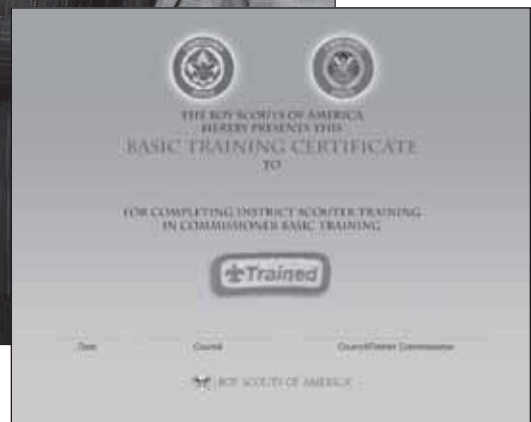 THE BOY SCOUTS OF AMERICA
HEREBY PRESENTS THIS
BASIC TRAINING CERTIFICATE
TO
FOR COMPLETING DISTRICT SCOUTER TRAINING
IN COMMISSIONER BASIC TRAINING
Trained
Date Council Council/District Commissioner
BOY SCOUTS OF AMERICA